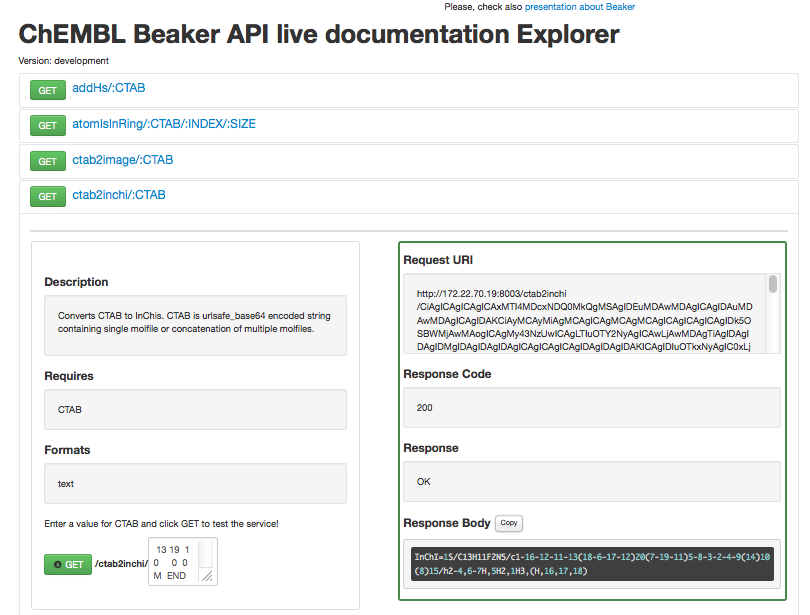 Please, check also presentation about Beaker
ChEMBL Beaker API live documentation Explorer
Version: development
GET addHs/:CTAB
GET atomIsInRing/:CTAB/:INDEX/:SIZE
GET ctab2image/:CTAB
GET ctab2inchi/:CTAB
Description
Converts CTAB to InChis. CTAB is urlsafe_base64 encoded string
containing single molfile or concatenation of multiple molfiles.
Requires
CTAB
Formats
text
Enter a value for CTAB and click GET to test the service!
GET /ctab2inchi/
13 19 1
0 0 0
M END
Request URI
http://172.22.70.19:8003/ctab2inchi
/CiAgICAgICAgICAxMTI4MDcxNDQ0MkQgMSAgIDEuMDAwMDAgICAgIDAuMD
AwMDAgICAgIDAKCiAyMCAyMiAgMCAgICAgMCAgMCAgICAgICAgICAgIDk5O
SBWMjAwMAogICAgMy43NzUwICAgLTIuOTY2NyAgICAwLjAwMDAgTiAgIDAgI
DAgIDMgIDAgIDAgIDAgICAgICAgICAgIDAgIDAgIDAKICAgIDIuOTkxNyAgIC0xLj
Response Code
200
Response
OK
Response Body Copy
InChI=1S/C13H11F2N5/c1-16-12-11-13(18-6-17-12)20(7-19-11)5-8-3-2-4-9(14)10
(8)15/h2-4,6-7H,5H2,1H3,(H,16,17,18)